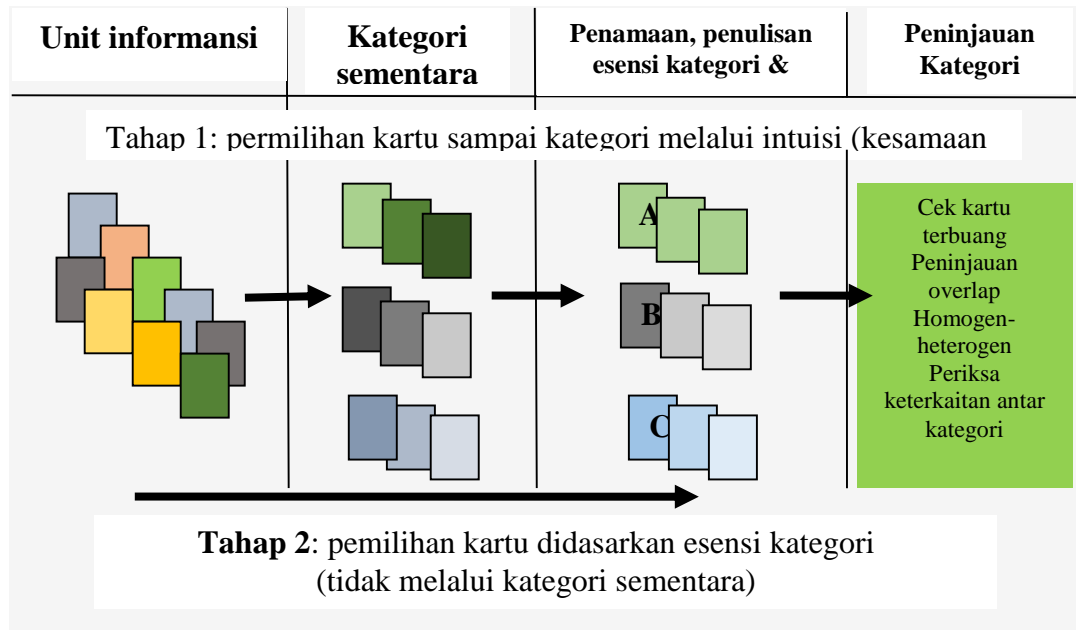 Unit informansi
Kategori
sementara
Penamaan, penulisan
esensi kategori &
Peninjauan
Kategori
Tahap 1: permilihan kartu sampai kategori melalui intuisi (kesamaan
A
B
C
Cek kartu
terbuang
Peninjauan
overlap
Homogen-
heterogen
Periksa
keterkaitan antar
kategori
Tahap 2: pemilihan kartu didasarkan esensi kategori
(tidak melalui kategori sementara)